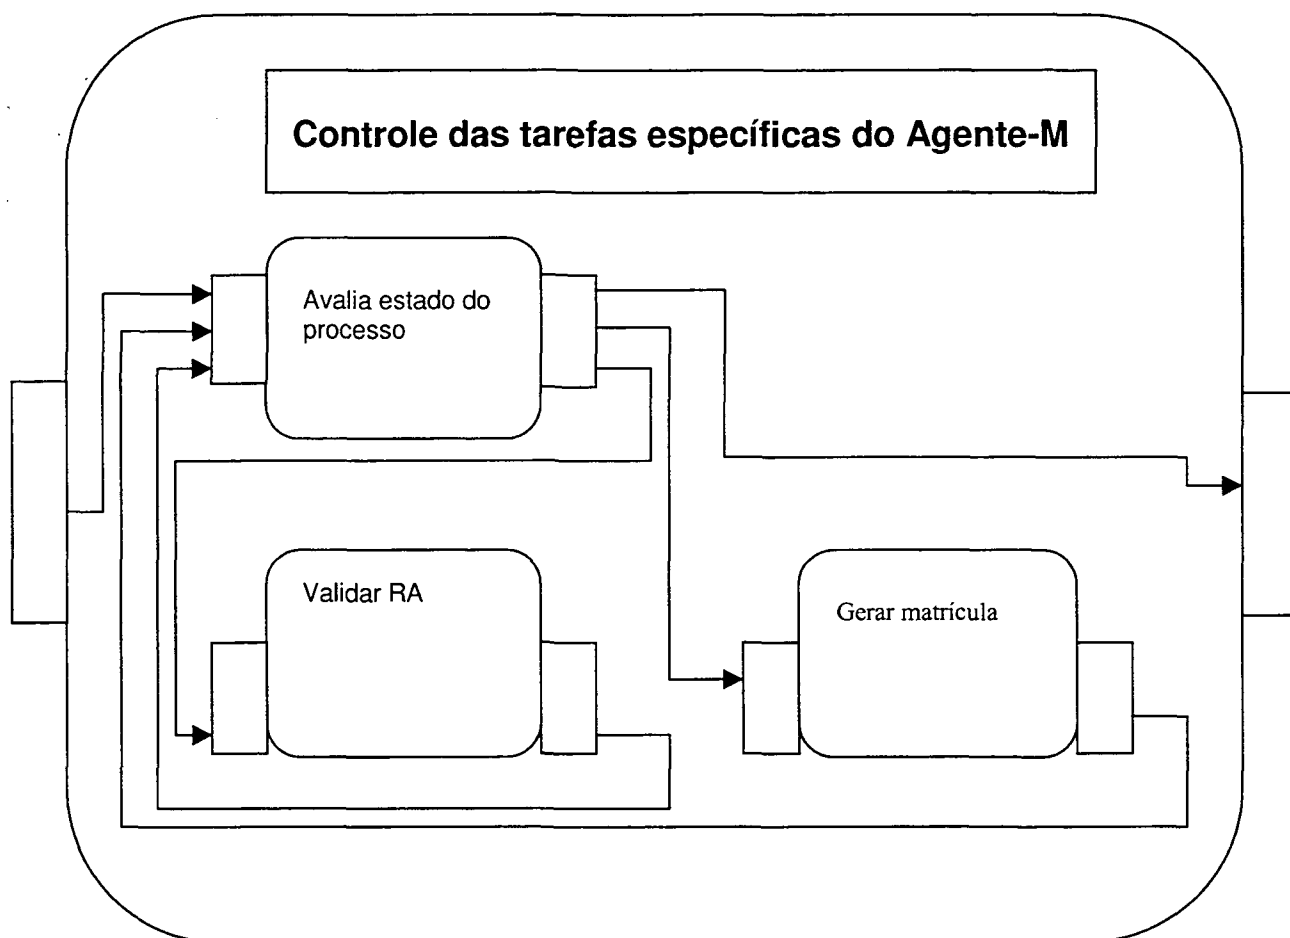 Controle das tarefas específicas do Agente-M
Avalia estado do
processo
Validar RA
Gerar matrícula